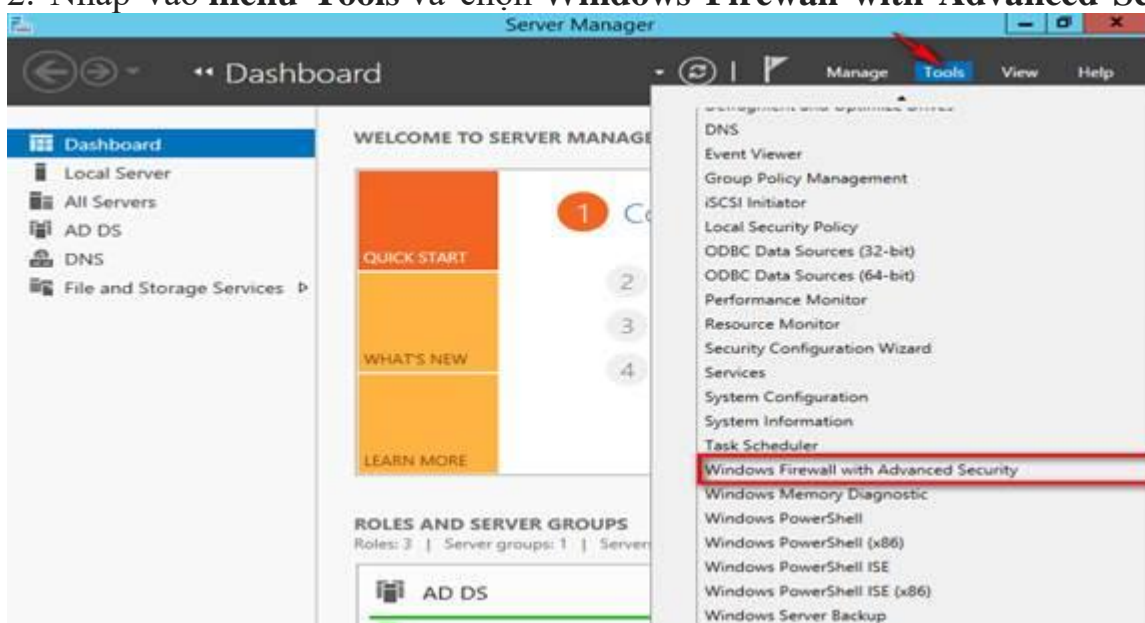 2. Nhấp vào menu Tools và chọn Windows Firewall with Advanced Se
Server Manager
Dashboard
Manage Tools View Help
Dashboard
Local Server
All Servers
AD DS
DNS
File and Storage Services
WELCOME TO SERVER MANAGE
QUICK START
WHAT'S NEW
LEARN MORE
1 Co
2
3
4
ROLES AND SERVER GROUPS
Roles: 3 | Server groups: 1 | Server
AD DS
Defragment and Optimize Drives
DNS
Event Viewer
Group Policy Management
iSCSI Initiator
Local Security Policy
ODBC Data Sources (32-bit)
ODBC Data Sources (64-bit)
Performance Monitor
Resource Monitor
Security Configuration Wizard
Services
System Configuration
System Information
Task Scheduler
Windows Firewall with Advanced Security
Windows Memory Diagnostic
Windows PowerShell
Windows PowerShell (x86)
Windows PowerShell ISE
Windows PowerShell ISE (x86)
Windows Server Backup